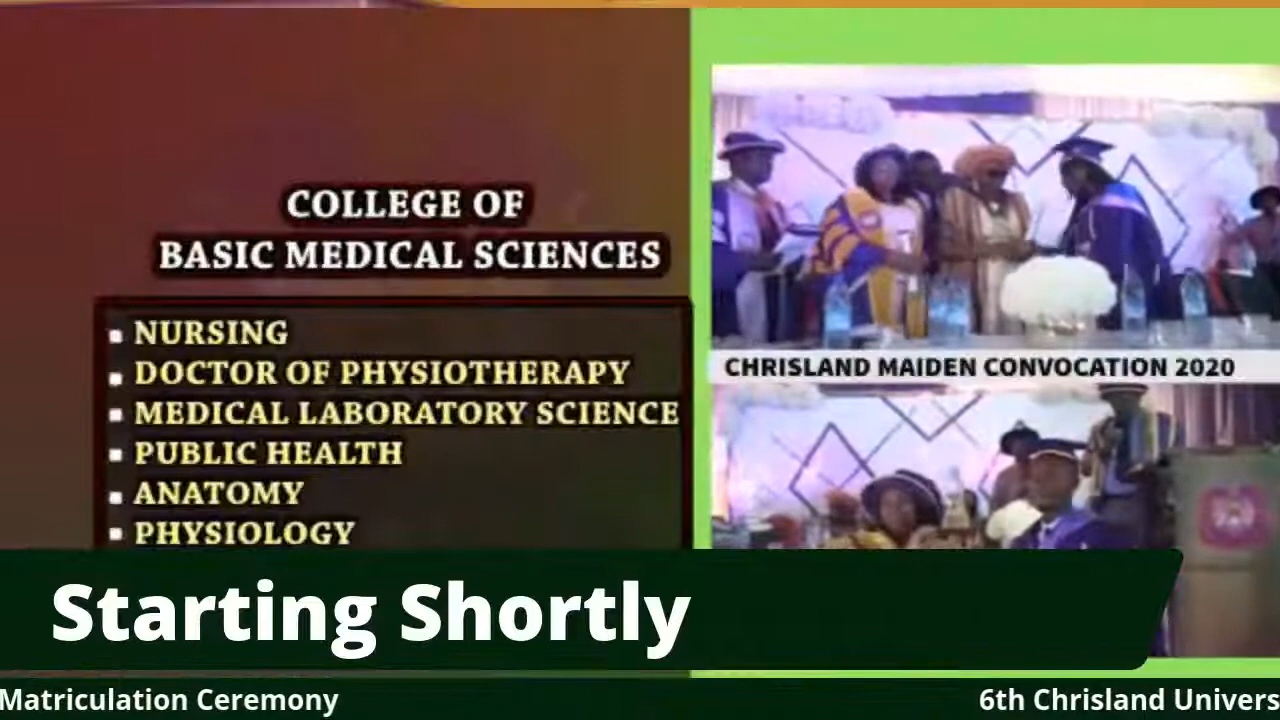 COLLEGE OF
BASIC MEDICAL SCIENCES
NURSING
DOCTOR OF PHYSIOTHERAPY
MEDICAL LABORATORY SCIENCE
PUBLIC HEALTH
ANATOMY
PHYSIOLOGY
CHRISLAND MAIDEN CONVOCATION 2020
Starting Shortly
Matriculation Ceremony
6th Chrisland Univers